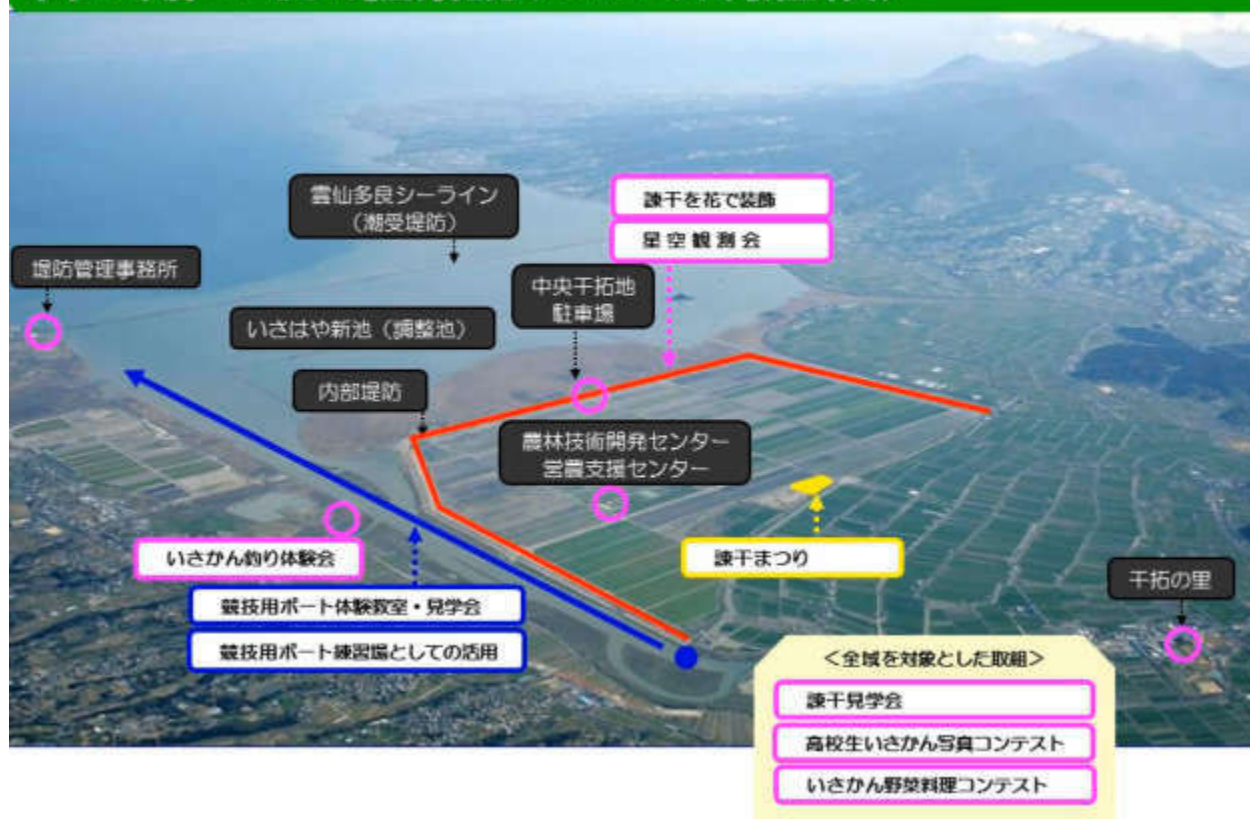 雲仙多良シーライン
（潮受堤防）
諫干を花で装飾
星空観測会
堤防管理事務所
中央干拓地
駐車場
いさはや新池（調整池）
内部堤防
農林技術開発センター
営農支援センター
いさかん釣り体験会
諫干まつり
干拓の里
競技用ボート体験教室・見学会
競技用ボート練習場としての活用
＜全域を対象とした取組＞
諫干見学会
高校生いさかん写真コンテスト
いさかん野菜料理コンテスト